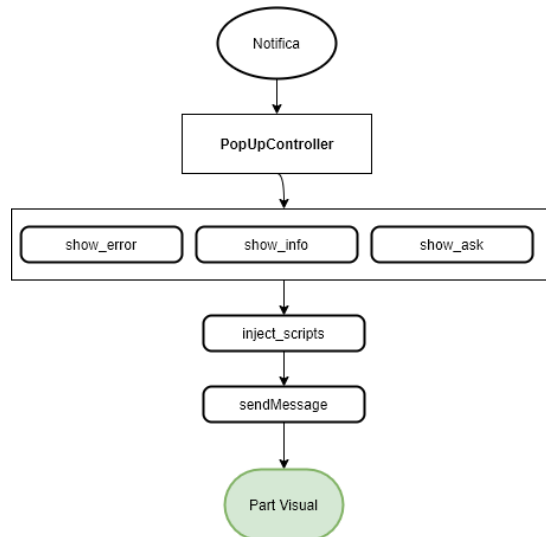 Notifica
PopUpController
show_error show_info show_ask
inject_scripts
sendMessage
Part Visual